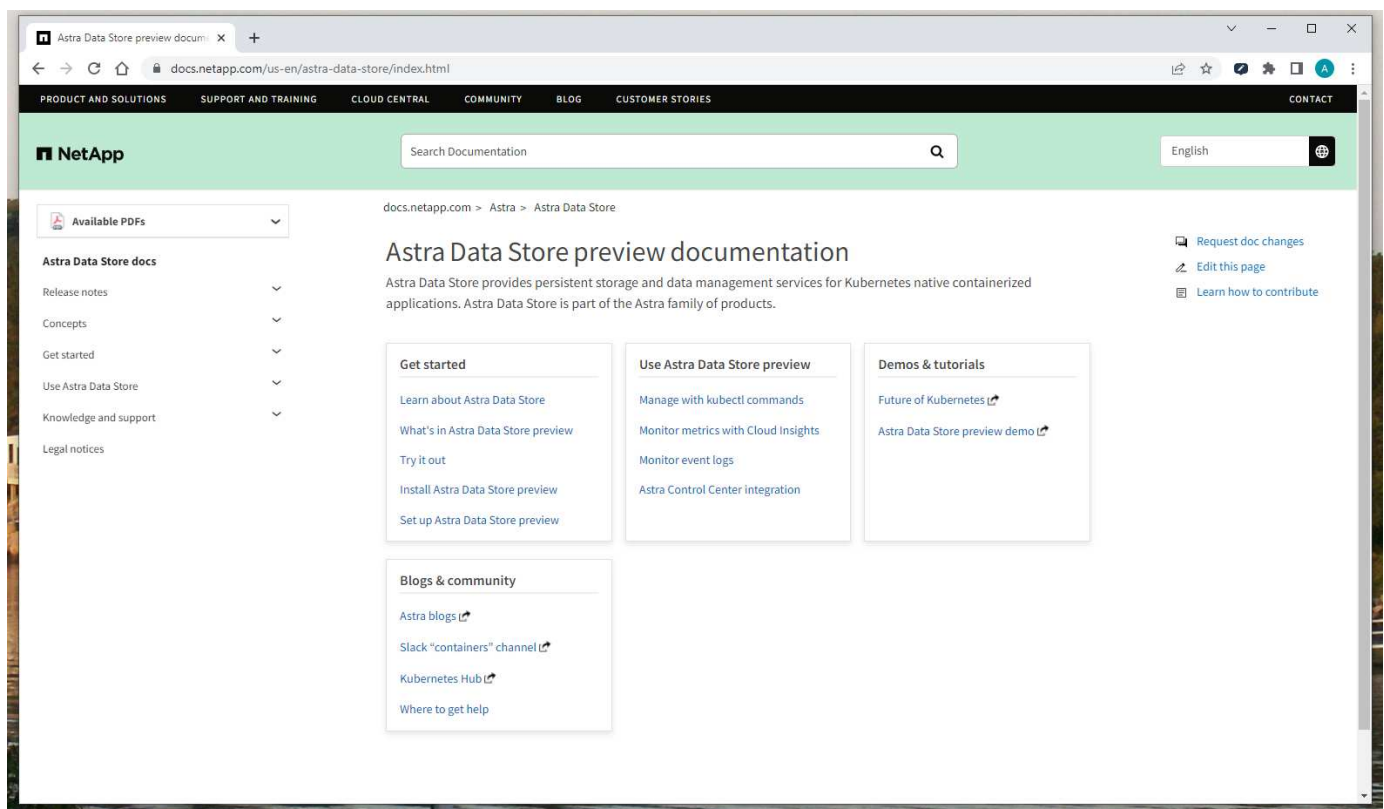 Astra Data Store preview docum
docs.netapp.com/us-en/astra-data-store/index.html
A
PRODUCT AND SOLUTIONS SUPPORT AND TRAINING CLOUD CENTRAL COMMUNITY BLOG CUSTOMER STORIES CONTACT
NetApp
Search Documentation
English
Available PDFs
Astra Data Store docs
Release notes
Concepts
Get started
Use Astra Data Store
Knowledge and support
Legal notices
docs.netapp.com > Astra > Astra Data Store
Astra Data Store preview documentation
Astra Data Store provides persistent storage and data management services for Kubernetes native containerized
applications. Astra Data Store is part of the Astra family of products.
Get started
Learn about Astra Data Store
What's in Astra Data Store preview
Try it out
Install Astra Data Store preview
Set up Astra Data Store preview
Use Astra Data Store preview
Manage with kubectl commands
Monitor metrics with Cloud Insights
Monitor event logs
Astra Control Center integration
Demos & tutorials
Future of Kubernetes
Astra Data Store preview demo
Blogs & community
Astra blogs
Slack “containers” channel
Kubernetes Hub
Where to get help
Request doc changes
Edit this page
Learn how to contribute